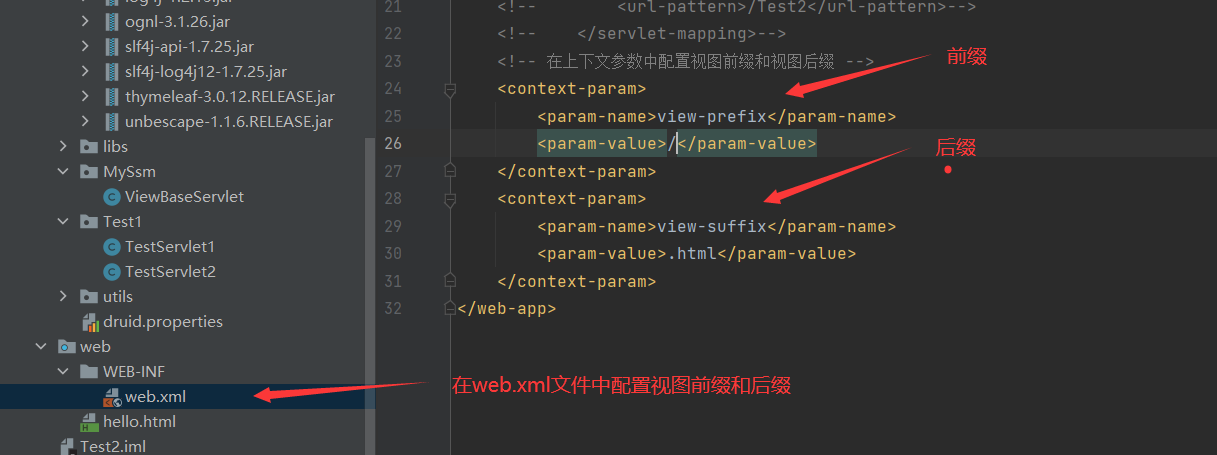 log4j-1.2.17.jar
ognl-3.1.26.jar
slf4j-api-1.7.25.jar
slf4j-log4j12-1.7.25.jar
thymeleaf-3.0.12.RELEASE.jar
unbescape-1.1.6.RELEASE.jar
libs
MySsm
ViewBaseServlet
Test1
TestServlet1
TestServlet2
utils
druid.properties
web
WEB-INF
web.xml
hello.html
Test2.iml
21 <!-- <url-pattern>/Test2</url-pattern>-->
22 <!-- </servlet-mapping>-->
23 <!-- 在上下文参数中配置视图前缀和视图后缀 -->
前缀
24 <context-param>
25 <param-name>view-prefix</param-name>
26 <param-value>/</param-value>
后缀
27 </context-param>
28 <context-param>
29 <param-name>view-suffix</param-name>
30 <param-value>.html</param-value>
31 </context-param>
32 </web-app>
在web.xml文件中配置视图前缀和后缀